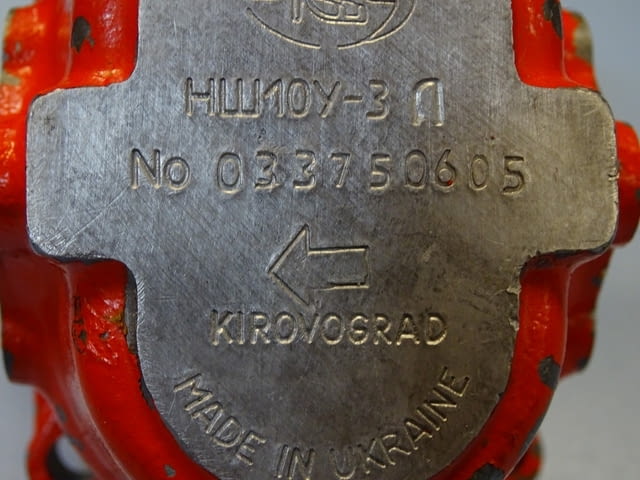 НШ10У-3 Л
No 033750605
KIROVOGRAD
MADE IN UKRAINE